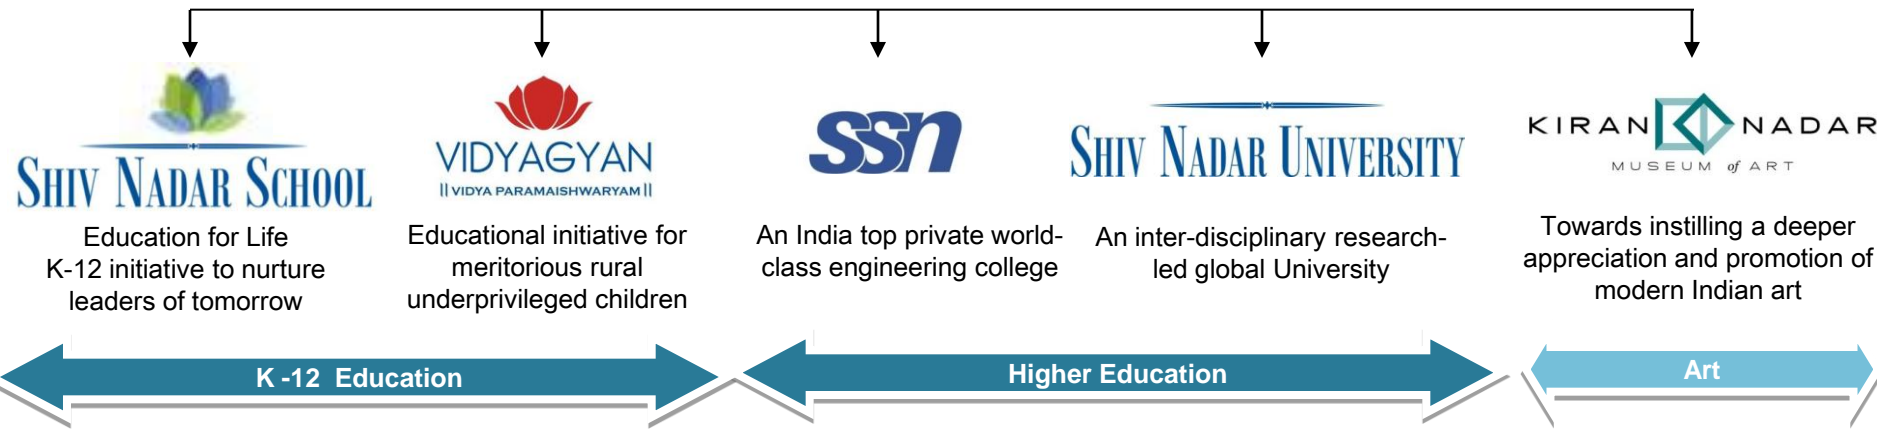 SHIV NADAR SCHOOL
Education for Life
K-12 initiative to nurture
leaders of tomorrow
VIDYAGYAN
|| VIDYA PARAMAISHWARYAM ||
Educational initiative for
meritorious rural
underprivileged children
ssn
An India top private world-
class engineering college
SHIV NADAR UNIVERSITY
An inter-disciplinary research-
led global University
KIRAN NADAR
MUSEUM of ART
Towards instilling a deeper
appreciation and promotion of
modern Indian art
K -12 Education
Higher Education
Art